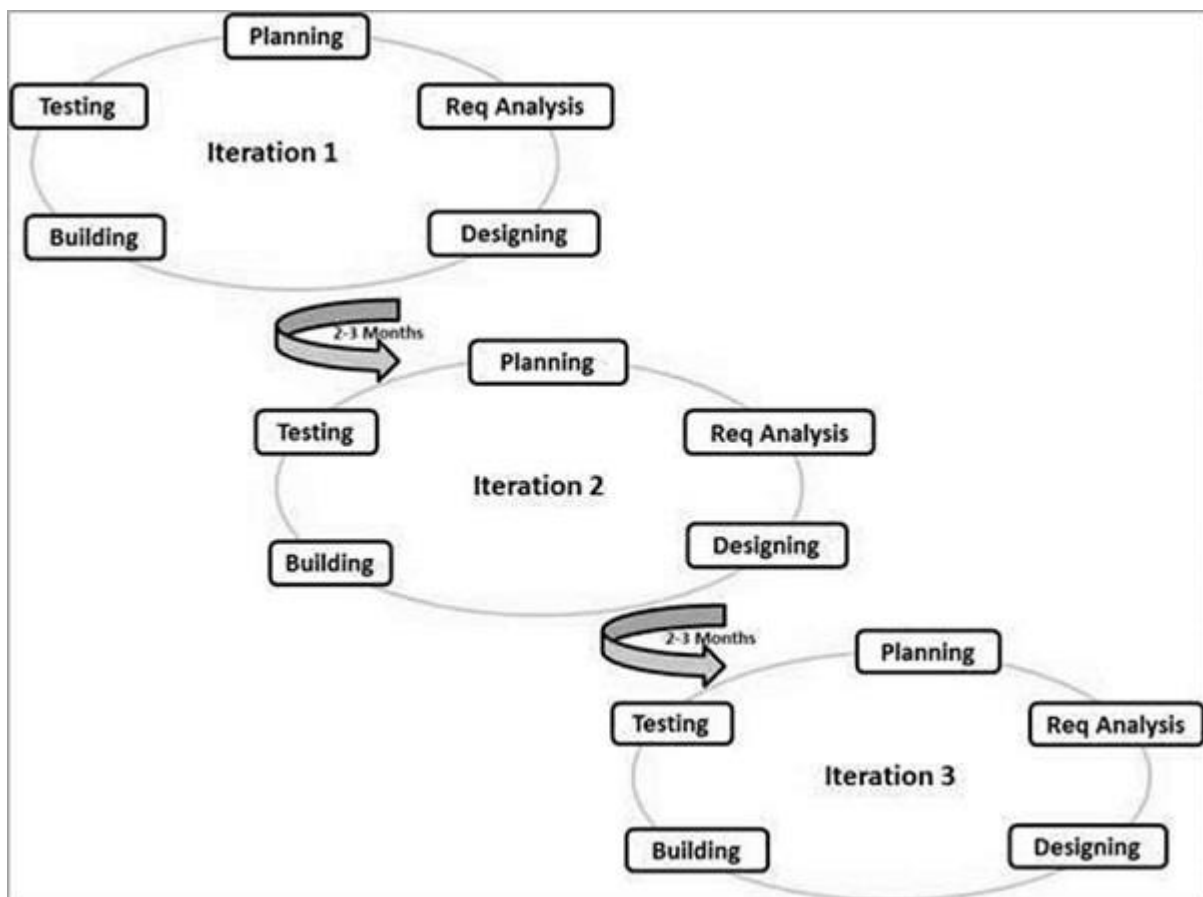 Planning
Testing
Req Analysis
Iteration 1
Building
Designing
2-3 Months
Planning
Testing
Req Analysis
Iteration 2
Building
Designing
2-3 Months
Planning
Testing
Req Analysis
Iteration 3
Building
Designing